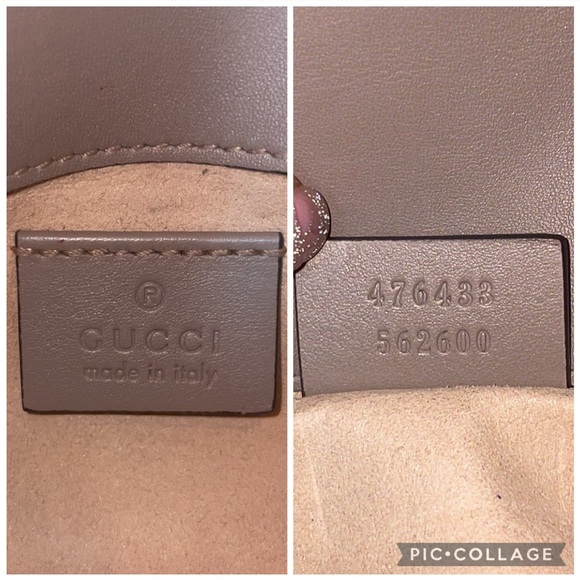 ®
GUCCI
made in italy
476433
562600
PIC•COLLAGE